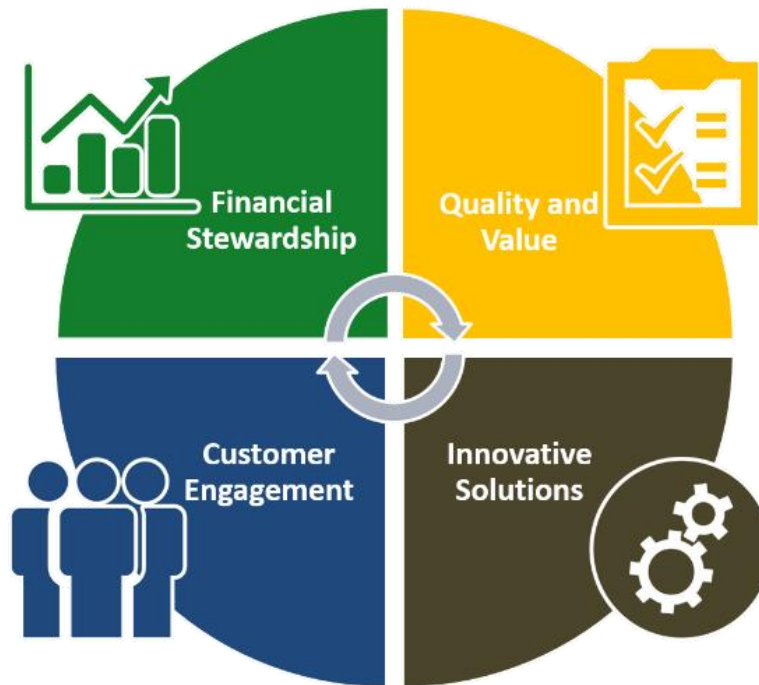 Financial
Stewardship
Quality and
Value
Customer
Engagement
Innovative
Solutions